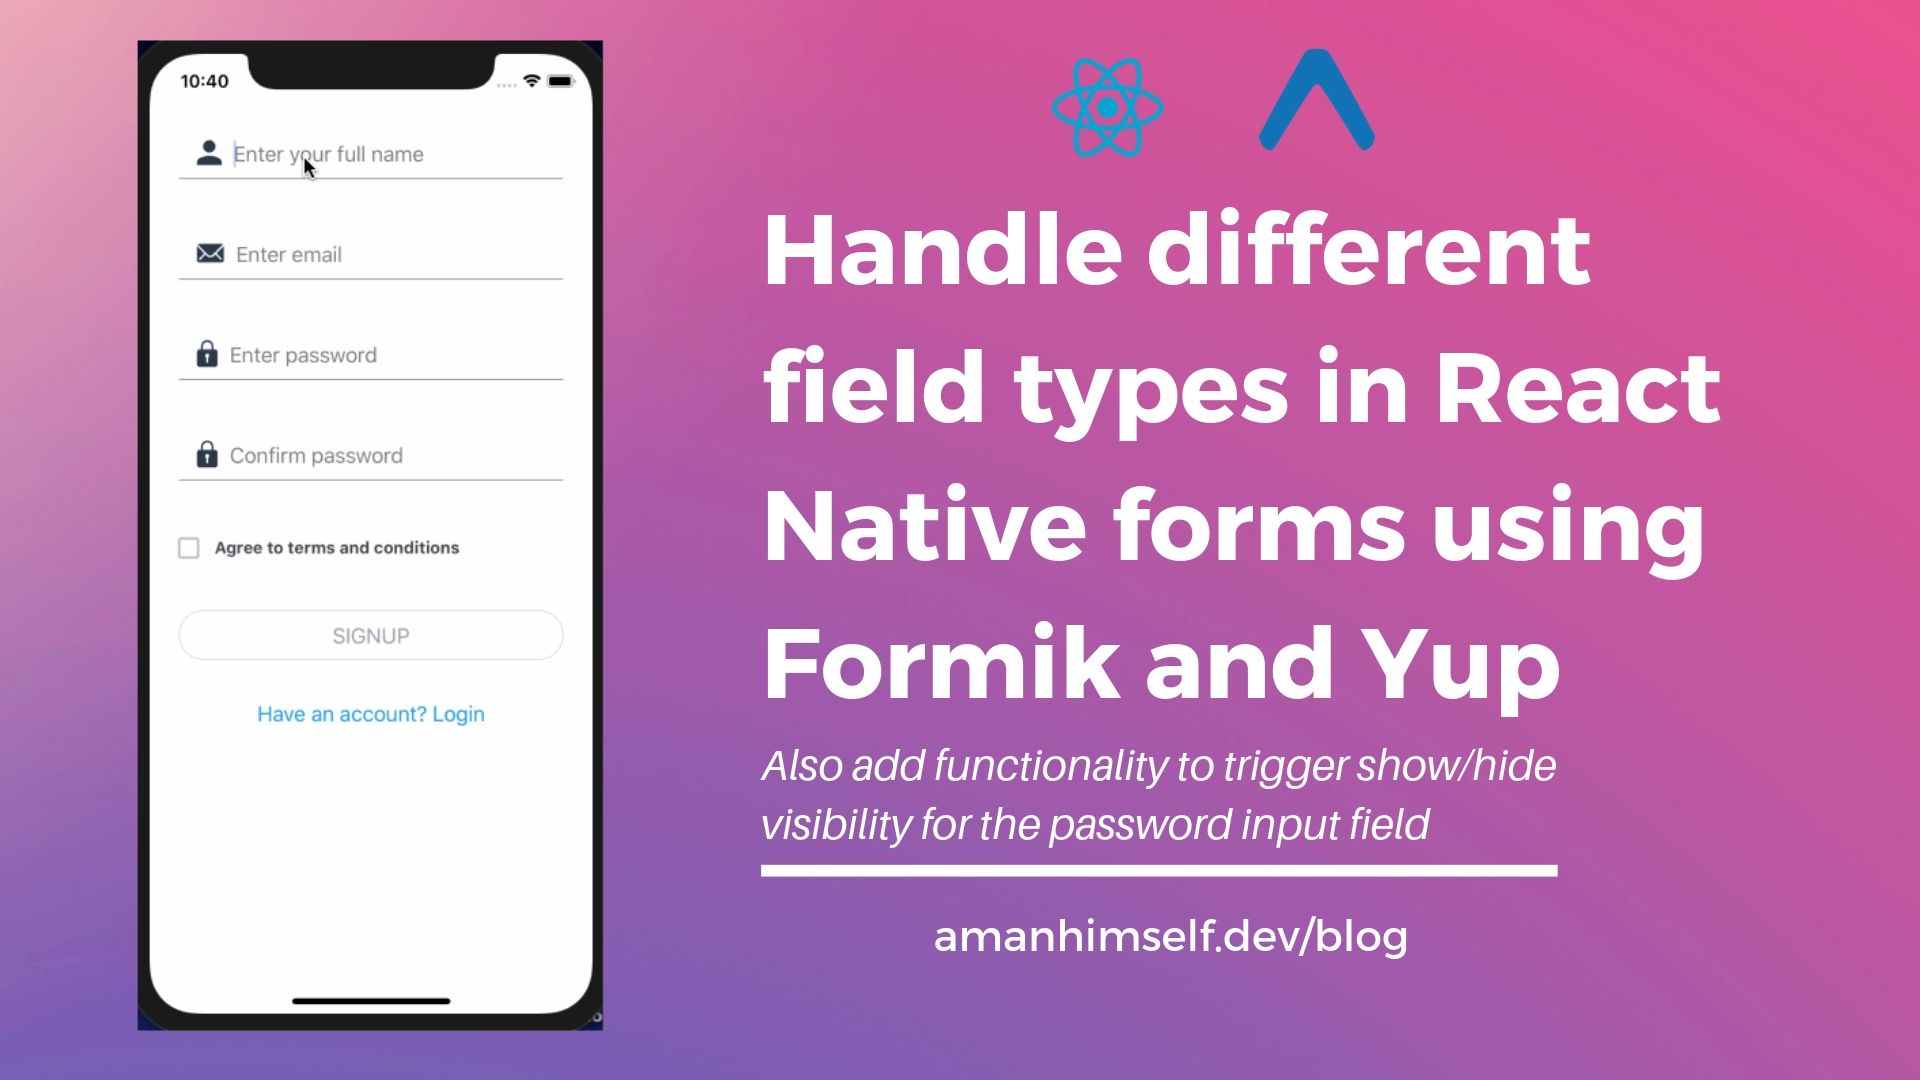 10:40
Enter your full name
Enter email
Enter password
Confirm password
Agree to terms and conditions
SIGNUP
Have an account? Login
Handle different
field types in React
Native forms using
Formik and Yup
Also add functionality to trigger show/hide
visibility for the password input field
amanhimself.dev/blog